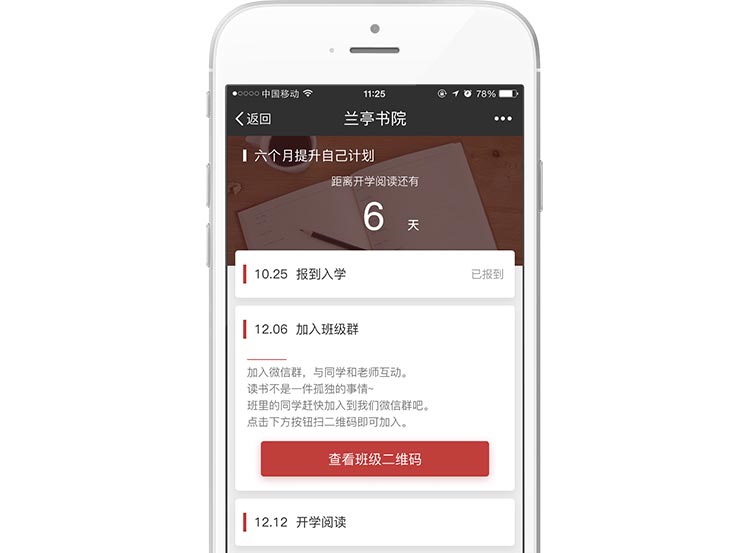 中国移动 11:25 78%
返回 兰亭书院
六个月提升自己计划
距离开学阅读还有
6 天
10.25 报到入学 已报到
12.06 加入班级群
加入微信群，与同学和老师互动。
读书不是一件孤独的事情~
班里的同学赶快加入到我们微信群吧。
点击下方按钮扫二维码即可加入。
查看班级二维码
12.12 开学阅读